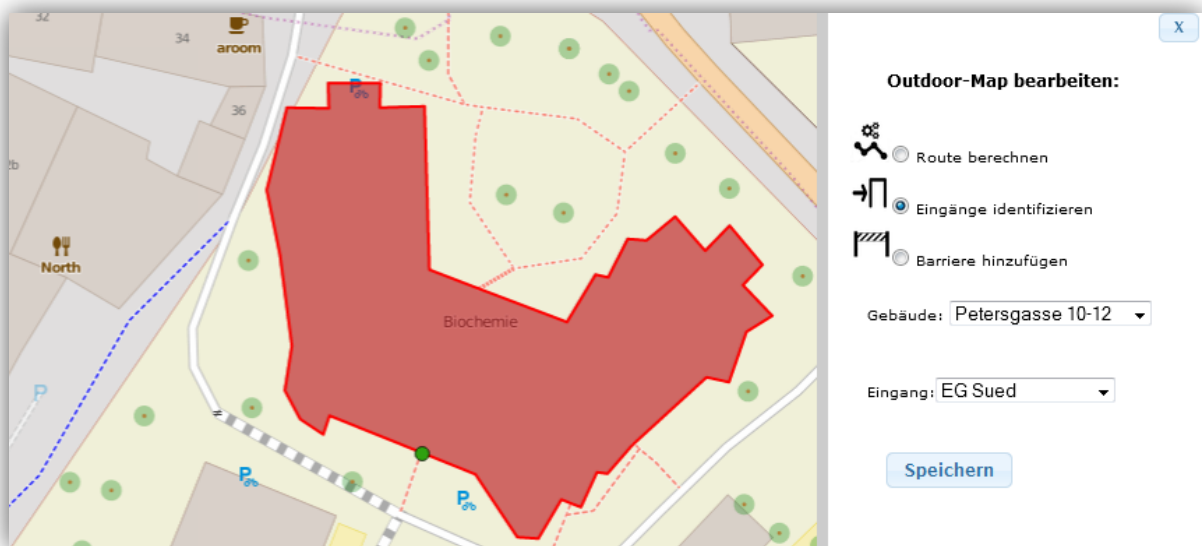 32
34
aroom
36
2b
North
Biochemie
P
P
P
P
X
Outdoor-Map bearbeiten:
Route berechnen
Eingänge identifizieren
Barriere hinzufügen
Gebäude: Petersgasse 10-12
Eingang: EG Sued
Speichern